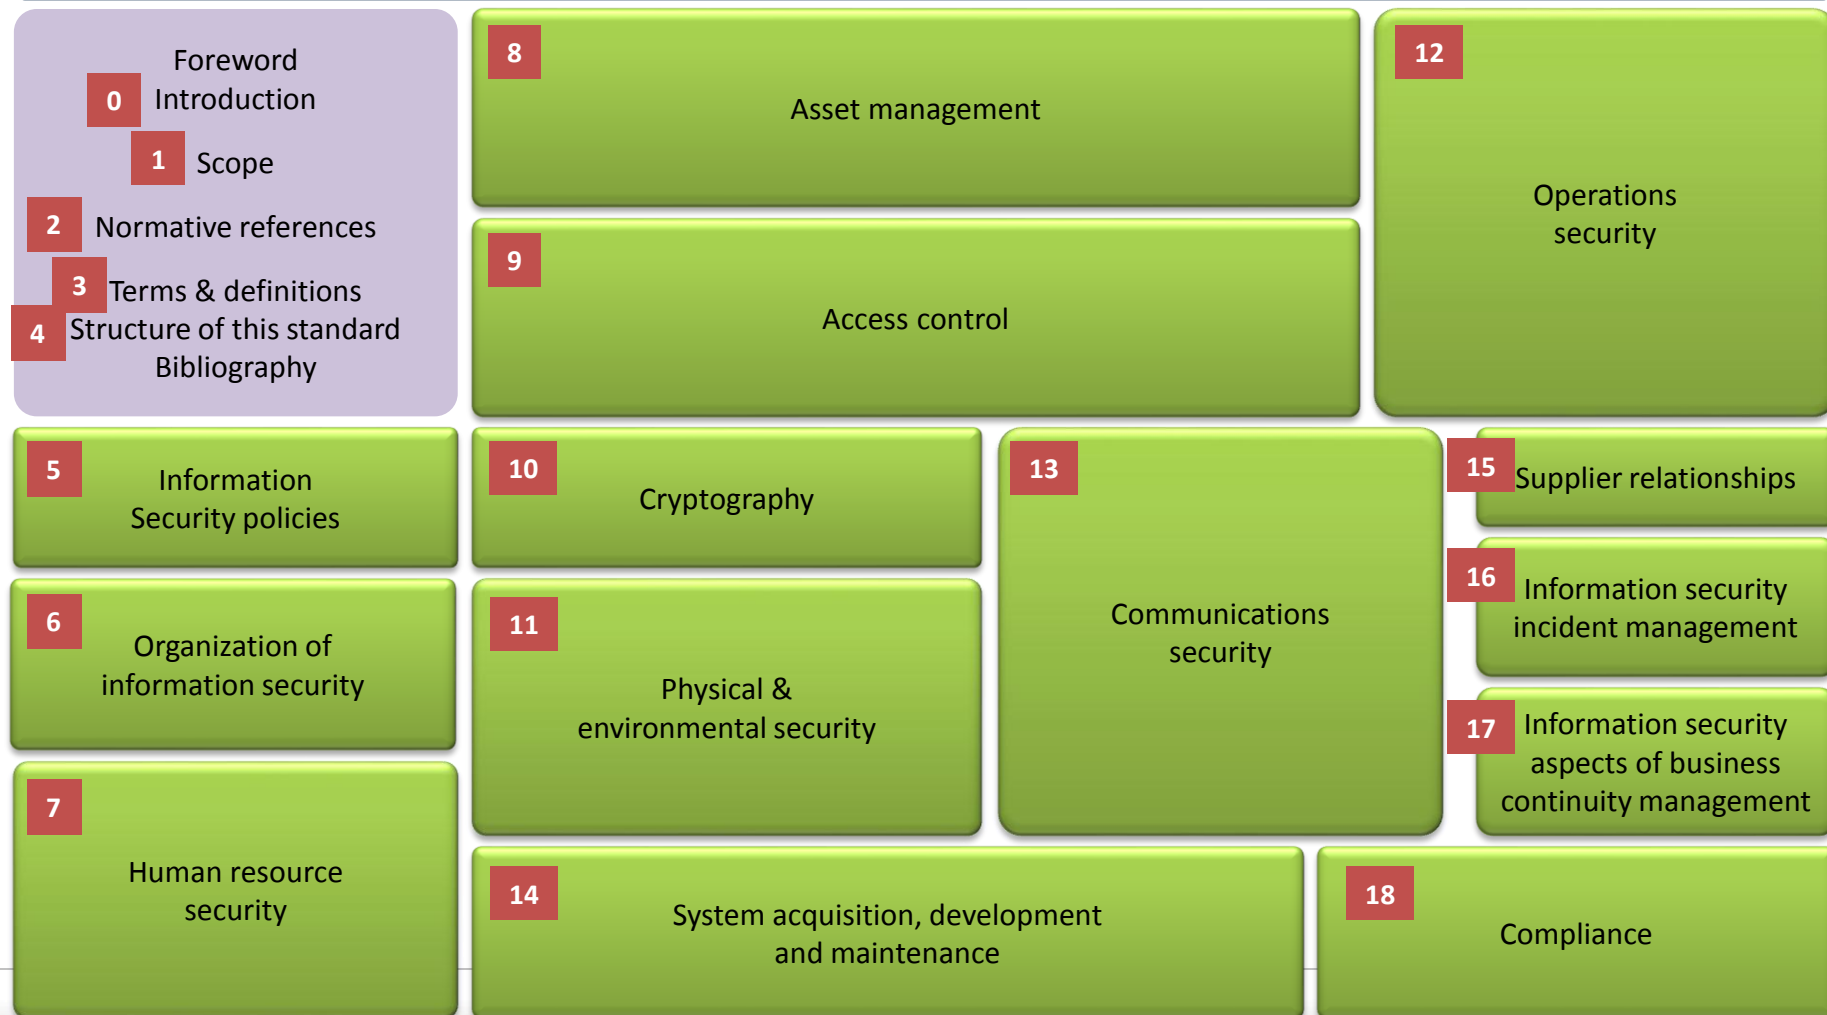 Foreword
0 Introduction
1 Scope
2 Normative references
3 Terms & definitions
4 Structure of this standard
Bibliography
5
Information
Security policies
6
Organization of
information security
7
Human resource
security
8
Asset management
9
Access control
10
Cryptography
11
Physical &
environmental security
12
Operations
security
13
Communications
security
14
System acquisition, development
and maintenance
15 Supplier relationships
16
Information security
incident management
17
Information security
aspects of business
continuity management
18
Compliance